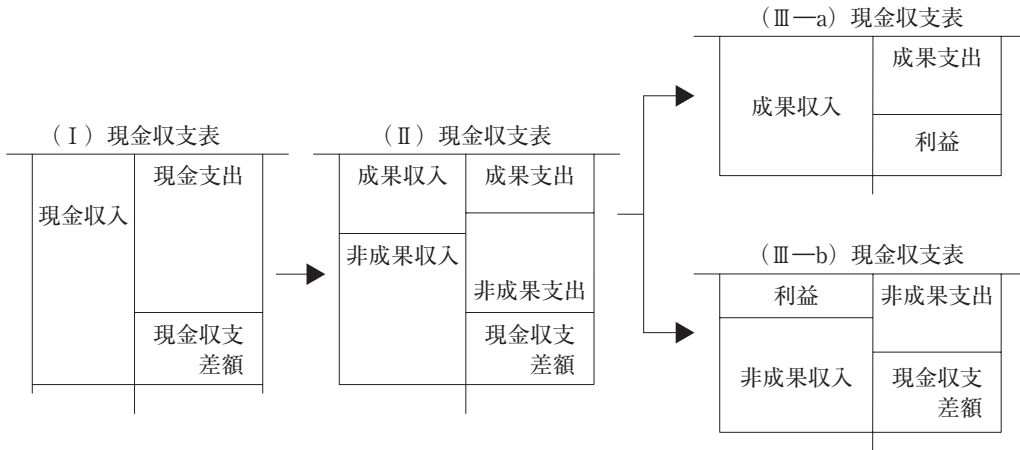 (Ⅰ) 現金収支表
現金収入
現金支出
現金収支
差額
(Ⅱ) 現金収支表
成果収入
成果支出
非成果収入
非成果支出
現金収支
差額
(Ⅲ—a) 現金収支表
成果収入
成果支出
利益
(Ⅲ—b) 現金収支表
利益
非成果支出
非成果収入
現金収支
差額